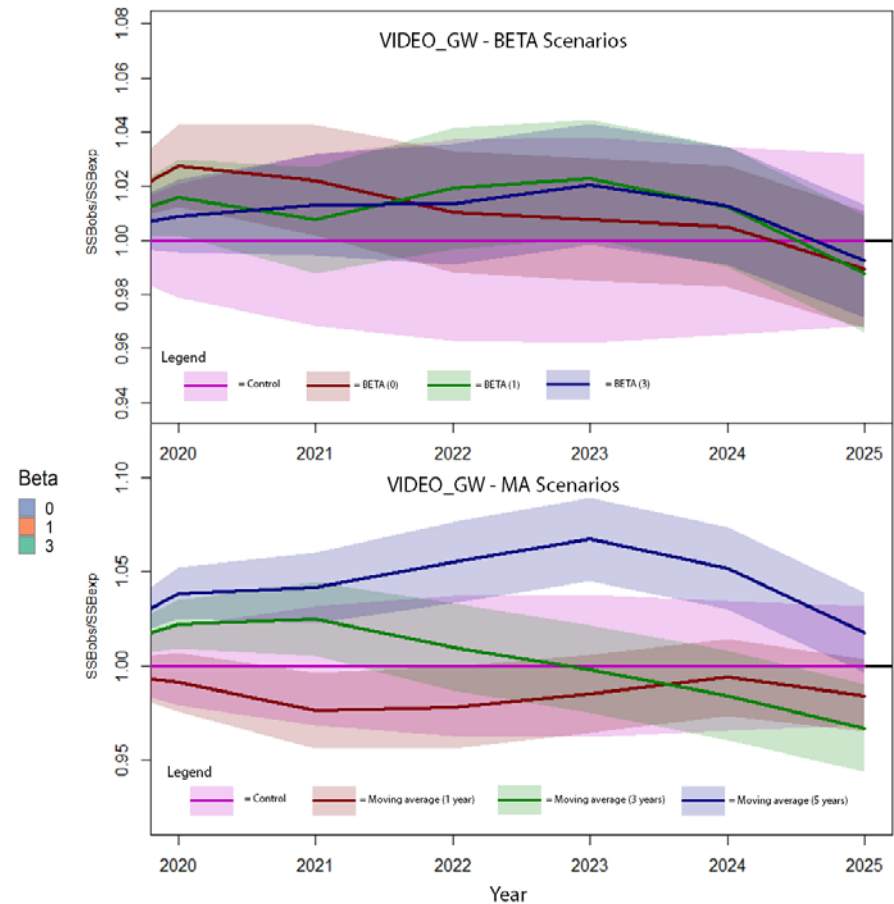 VIDEO_GW - BETA Scenarios
1.08
1.06
1.04
1.02
1.00
0.98
0.96
0.94
SSBobs/SSBexp
Legend
= Control = BETA (0) = BETA (1) = BETA (3)
2020 2021 2022 2023 2024 2025
Beta
0
1
3
VIDEO_GW - MA Scenarios
1.10
1.05
1.00
0.95
SSBobs/SSBexp
Legend
= Control = Moving average (1 year) = Moving average (3 years) = Moving average (5 years)
2020 2021 2022 2023 2024 2025
Year